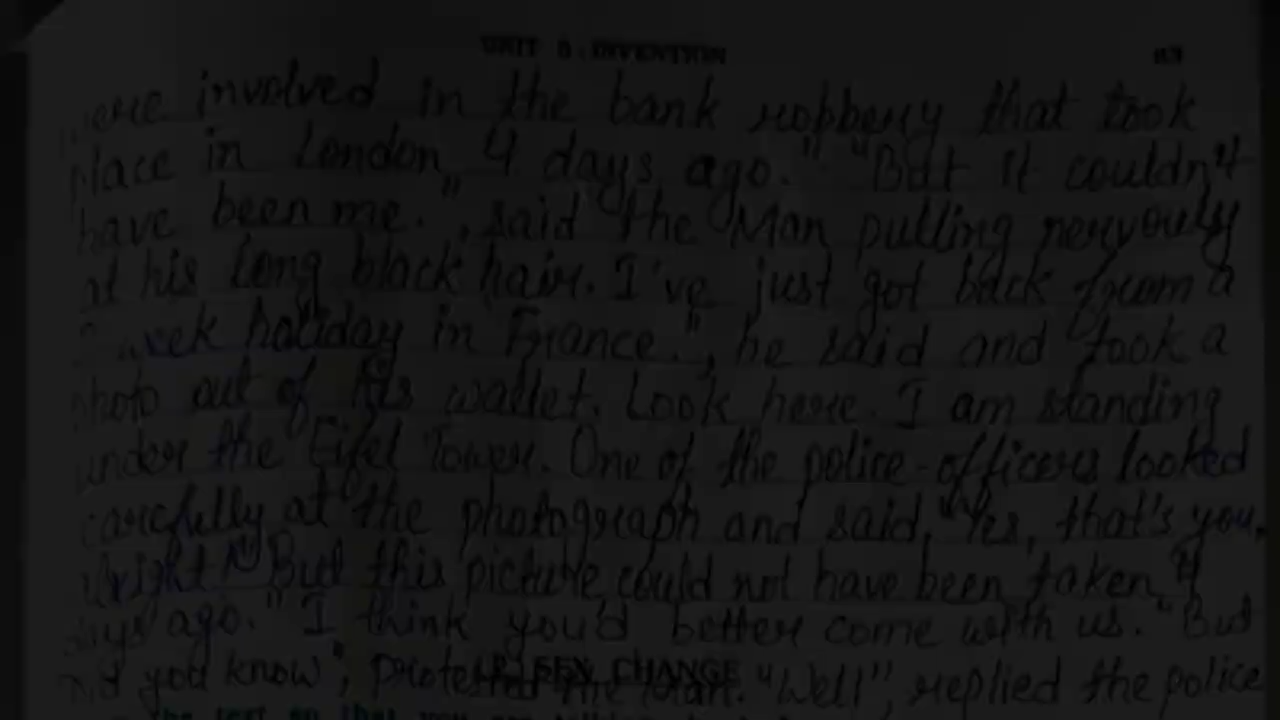 UNIT 5 . INVENTION 63
were involved in the bank robbery that took
place in London 4 days ago." "But it couldn't
have been me.", said the Man pulling nervously
at his long black hair. I've just got back from a
week holiday in France.", he said and took a
photo out of his wallet. Look here. I am standing
under the Eifel Tower. One of the police-officers looked
carefully at the photograph and said, "Yes, that's you,
alright!" But this picture could not have been taken 4
days ago." "I think you'd better come with us." But
did you know", protested the Man. "Well", replied the police
SEX CHANGE